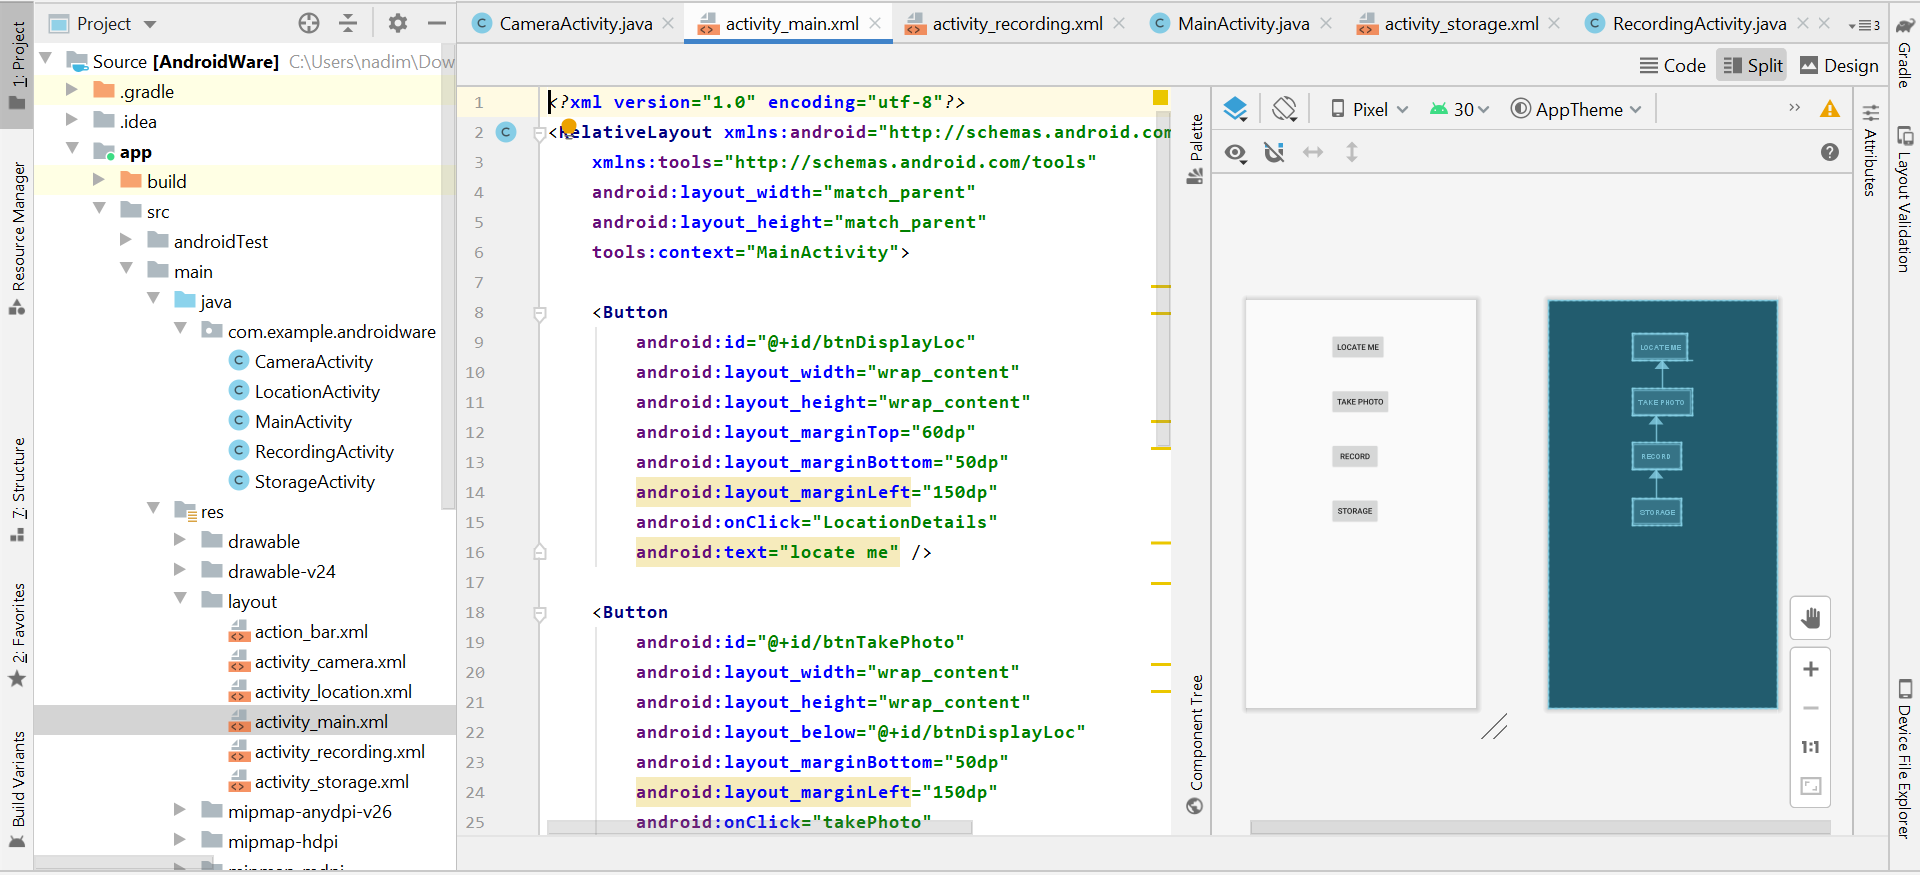 1: Project
Resource Manager
7: Structure
2: Favorites
Build Variants
Project
Source [AndroidWare] C:\Users\nadim\Dow
.gradle
.idea
app
build
src
androidTest
main
java
com.example.androidware
CameraActivity
LocationActivity
MainActivity
RecordingActivity
StorageActivity
res
drawable
drawable-v24
layout
action_bar.xml
activity_camera.xml
activity_location.xml
activity_main.xml
activity_recording.xml
activity_storage.xml
mipmap-anydpi-v26
mipmap-hdpi
CameraActivity.java activity_main.xml activity_recording.xml MainActivity.java activity_storage.xml RecordingActivity.java 3
Code Split Design
1 <?xml version="1.0" encoding="utf-8"?>
2 <RelativeLayout xmlns:android="http://schemas.android.com
3 xmlns:tools="http://schemas.android.com/tools"
4 android:layout_width="match_parent"
5 android:layout_height="match_parent"
6 tools:context="MainActivity">
7
8 <Button
9 android:id="@+id/btnDisplayLoc"
10 android:layout_width="wrap_content"
11 android:layout_height="wrap_content"
12 android:layout_marginTop="60dp"
13 android:layout_marginBottom="50dp"
14 android:layout_marginLeft="150dp"
15 android:onClick="LocationDetails"
16 android:text="locate me" />
17
18 <Button
19 android:id="@+id/btnTakePhoto"
20 android:layout_width="wrap_content"
21 android:layout_height="wrap_content"
22 android:layout_below="@+id/btnDisplayLoc"
23 android:layout_marginBottom="50dp"
24 android:layout_marginLeft="150dp"
25 android:onClick="takePhoto"
Palette
Component Tree
Pixel 30 AppTheme
LOCATE ME
TAKE PHOTO
RECORD
STORAGE
LOCATE ME
TAKE PHOTO
RECORD
STORAGE
1:1
Attributes
Gradle
Layout Validation
Device File Explorer